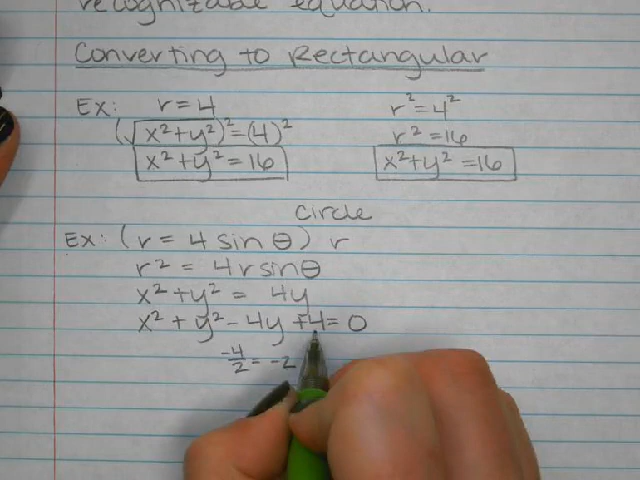 recognizable equation.
Converting to Rectangular
Ex: r = 4 r² = 4²
(√x²+y²)² = (4)² r² = 16
x²+y² = 16 x²+y² = 16
circle
Ex: (r = 4 sin θ) r
r² = 4r sin θ
x² + y² = 4y
x² + y² - 4y + 4 = 0
-4/2 = -2